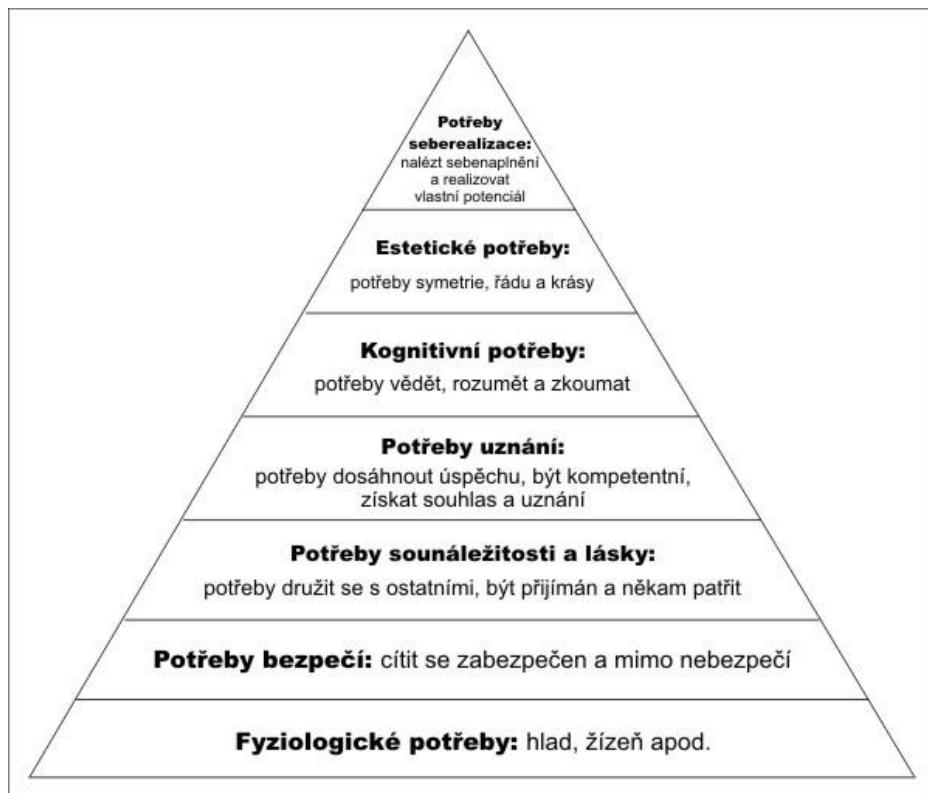 Potřeby
seberealizace:
nalézt sebenaplnění
a realizovat
vlastní potenciál
Estetické potřeby:
potřeby symetrie, řádu a krásy
Kognitivní potřeby:
potřeby vědět, rozumět a zkoumat
Potřeby uznání:
potřeby dosáhnout úspěchu, být kompetentní,
získat souhlas a uznání
Potřeby sounáležitosti a lásky:
potřeby družit se s ostatními, být přijímán a někam patřit
Potřeby bezpečí: cítit se zabezpečen a mimo nebezpečí
Fyziologické potřeby: hlad, žízeň apod.